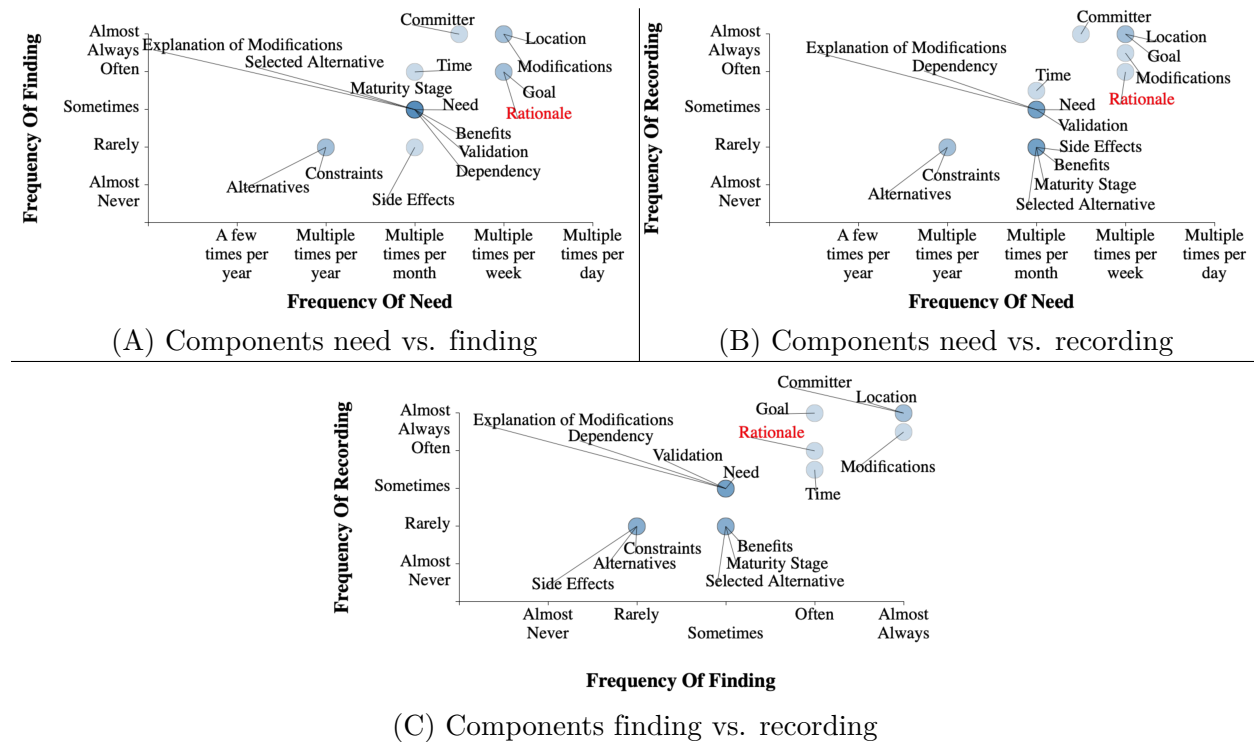 Committer
Almost
Always
Often
Sometimes
Rarely
Almost
Never
Frequency Of Finding
Explanation of Modifications
Selected Alternative
Location
Modifications
Time
Maturity Stage
Goal
Rationale
Need
Benefits
Validation
Dependency
Constraints
Alternatives
Side Effects
A few
times per
year
Multiple
times per
year
Multiple
times per
month
Multiple
times per
week
Multiple
times per
day
Frequency Of Need
(A) Components need vs. finding
Committer
Almost
Always
Often
Sometimes
Rarely
Almost
Never
Frequency Of Recording
Explanation of Modifications
Dependency
Location
Goal
Modifications
Time
Rationale
Need
Validation
Side Effects
Benefits
Maturity Stage
Selected Alternative
Constraints
Alternatives
A few
times per
year
Multiple
times per
year
Multiple
times per
month
Multiple
times per
week
Multiple
times per
day
Frequency Of Need
(B) Components need vs. recording
Committer
Location
Almost
Always
Often
Sometimes
Rarely
Almost
Never
Frequency Of Recording
Goal
Explanation of Modifications
Dependency
Rationale
Validation
Need
Modifications
Time
Benefits
Constraints
Maturity Stage
Alternatives
Selected Alternative
Side Effects
Almost
Never
Rarely
Sometimes
Often
Almost
Always
Frequency Of Finding
(C) Components finding vs. recording